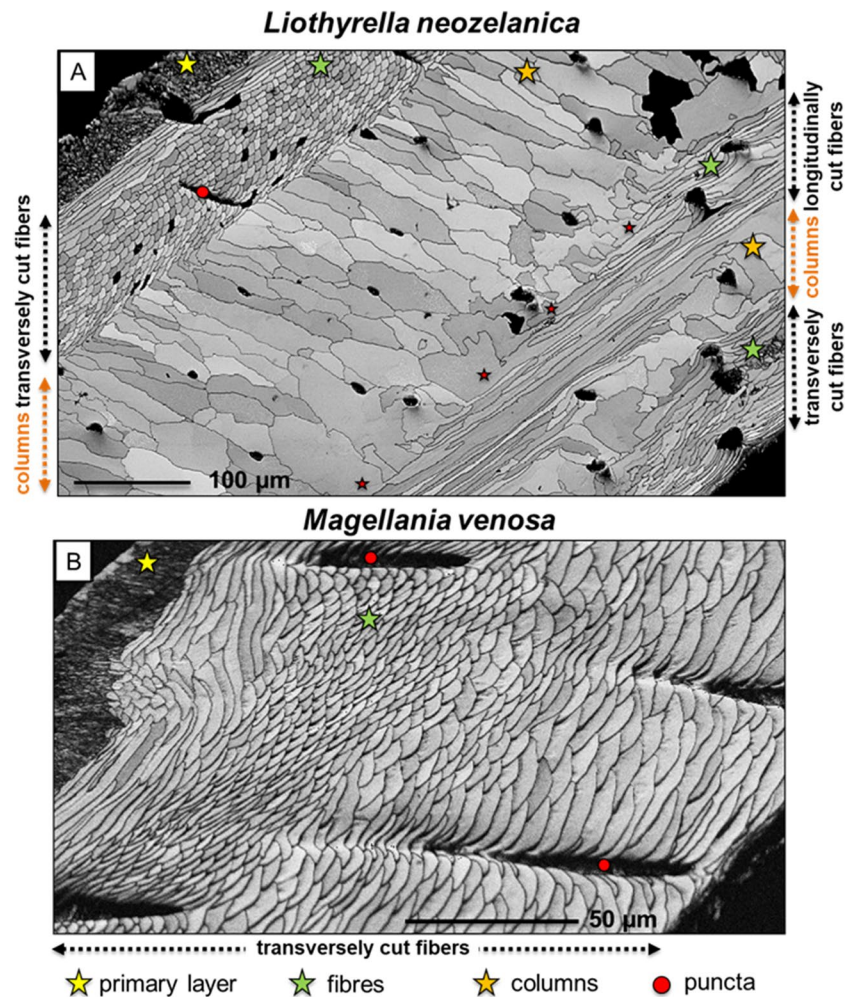 Liothyrella neozelanica
A
longitudinally
cut fibers
columns
transversely
cut fibers
transversely cut fibers
columns
100 μm
Magellania venosa
B
50 μm
transversely cut fibers
primary layer
fibres
columns
puncta